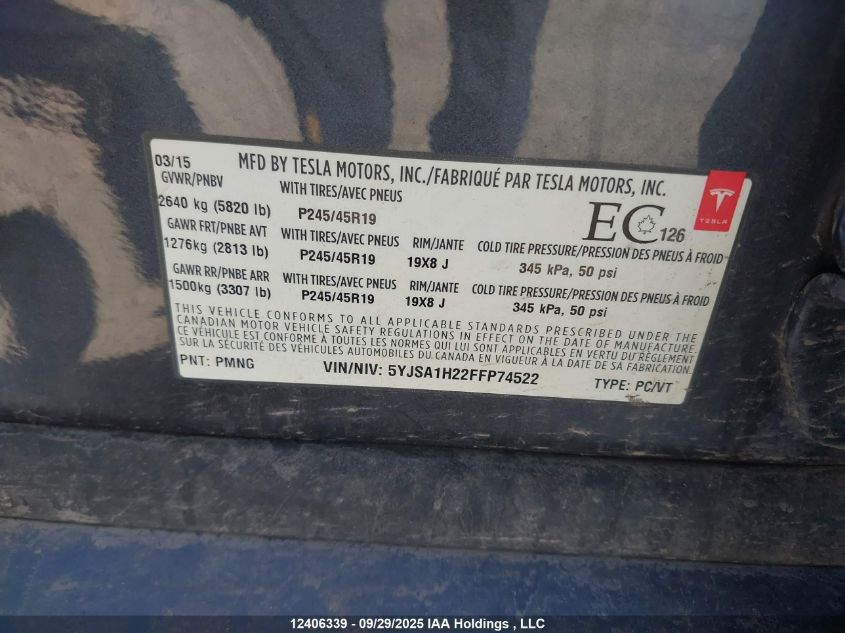 03/15 MFD BY TESLA MOTORS, INC./FABRIQUÉ PAR TESLA MOTORS, INC.
GVWR/PNBV WITH TIRES/AVEC PNEUS
2640 kg (5820 lb) P245/45R19
EC 126
TESLA
GAWR FRT/PNBE AVT WITH TIRES/AVEC PNEUS RIM/JANTE COLD TIRE PRESSURE/PRESSION DES PNEUS À FROID
1276kg (2813 lb) P245/45R19 19X8 J 345 kPa, 50 psi
GAWR RR/PNBE ARR WITH TIRES/AVEC PNEUS RIM/JANTE COLD TIRE PRESSURE/PRESSION DES PNEUS À FROID
1500kg (3307 lb) P245/45R19 19X8 J 345 kPa, 50 psi
THIS VEHICLE CONFORMS TO ALL APPLICABLE STANDARDS PRESCRIBED UNDER THE
CANADIAN MOTOR VEHICLE SAFETY REGULATIONS IN EFFECT ON THE DATE OF MANUFACTURE
CE VÉHICULE EST CONFORME À TOUTES LES NORMES QUI LUI SONT APPLICABLES EN VERTU DU RÈGLEMENT
SUR LA SÉCURITÉ DES VÉHICULES AUTOMOBILES DU CANADA EN VIGUEUR À LA DATE DE SA FABRICATION
PNT: PMNG VIN/NIV: 5YJSA1H22FFP74522 TYPE: PC/VT
12406339 - 09/29/2025 IAA Holdings , LLC